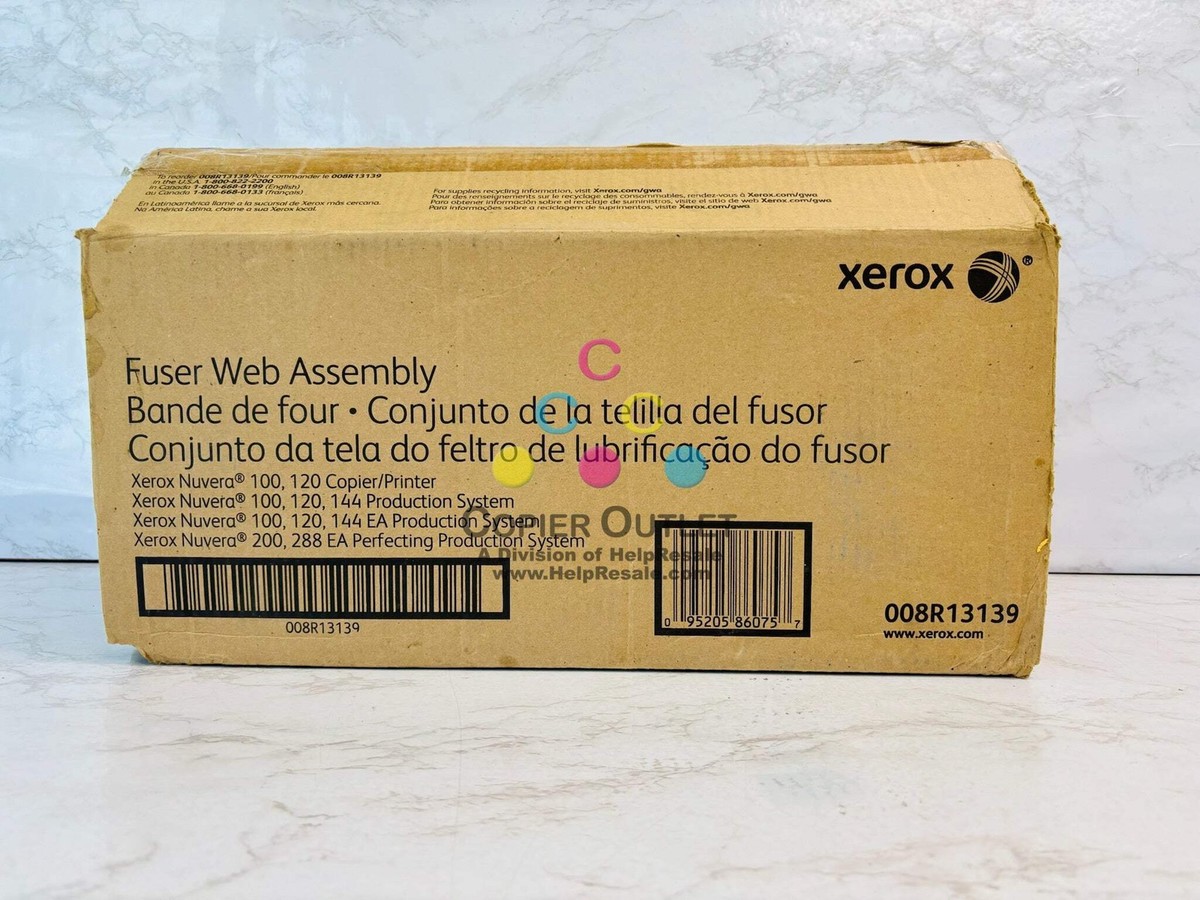 To reorder 008R13139/Pour commander le 008R13139
in the U.S.A. 1-800-822-2200
in Canada 1-800-668-0199 (English)
au Canada 1-800-668-0133 (français)
En Latinoamérica llame a la sucursal de Xerox más cercana.
Na América Latina, chame a sua Xerox local.
For supplies recycling information, visit Xerox.com/gwa
Pour des renseignements sur le recyclage des consommables, rendez-vous à Xerox.com/gwa
Para obtener información sobre el reciclaje de suministros, visite el sitio de web Xerox.com/gwa
Para informações sobre a reciclagem de suprimentos, visite Xerox.com/gwa
xerox ®
Fuser Web Assembly
Bande de four • Conjunto de la telilla del fusor
Conjunto da tela do feltro de lubrificação do fusor
Xerox Nuvera® 100, 120 Copier/Printer
Xerox Nuvera® 100, 120, 144 Production System
Xerox Nuvera® 100, 120, 144 EA Production System
Xerox Nuvera® 200, 288 EA Perfecting Production System
008R13139
0 95205 86075 7
008R13139
www.xerox.com
C
C C
Copier Outlet
A Division of HelpResale
www.HelpResale.com